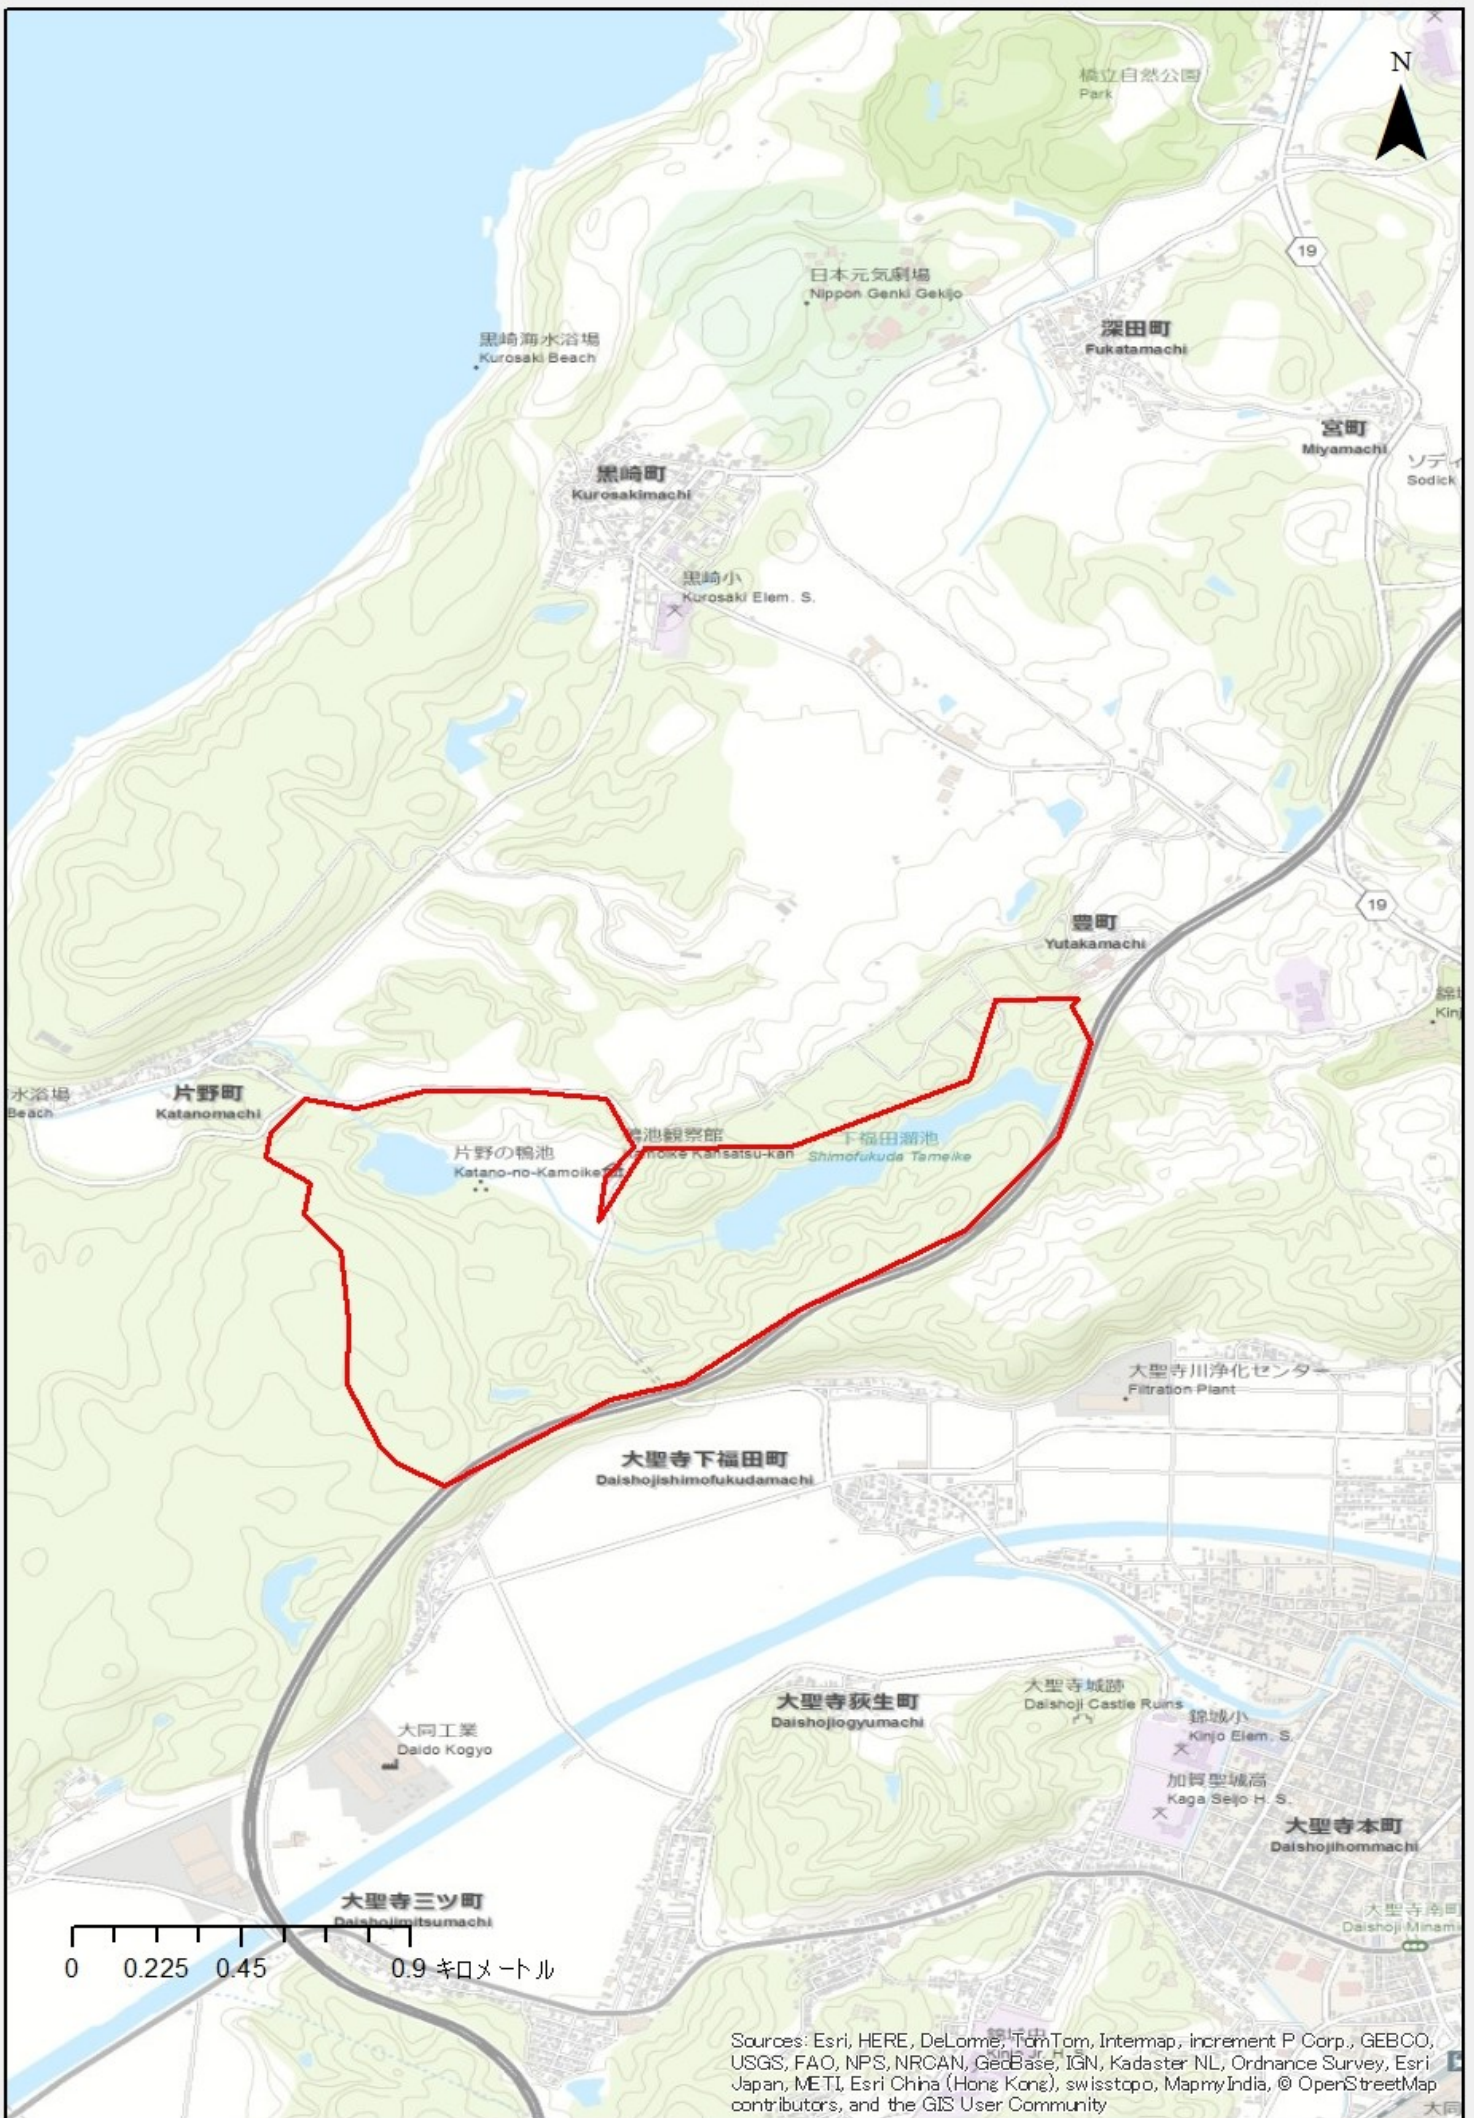 橋立自然公園
Park
N
19
日本元気劇場
Nippon Genki Gekijo
深田町
Fukatamachi
黒崎海水浴場
Kurosaki Beach
宮町
Miyamachi
ソディ
Sodick
黒崎町
Kurosakimachi
黒崎小
Kurosaki Elem. S.
19
豊町
Yutakamachi
Kinj
水浴場
Beach
片野町
Katanomachi
池観察館
Kamoike Kansatsu-kan
下福田溜池
Shimofukuda Tameike
片野の鴨池
Katano-no-Kamoike
大聖寺川浄化センター
Filtration Plant
大聖寺下福田町
Daishojishimofukudamachi
大聖寺荻生町
Daishojiogyumachi
大聖寺城跡
Daishoji Castle Ruins
錦城小
Kinjo Elem. S.
大同工業
Daido Kogyo
加賀聖城高
Kaga Seijo H. S.
大聖寺本町
Daishojihommachi
大聖寺三ツ町
Daishojimitsumachi
大聖寺南町
Daishoji Minami
0 0.225 0.45 0.9 キロメートル
Sources: Esri, HERE, DeLorme, TomTom, Intermap, increment P Corp., GEBCO,
USGS, FAO, NPS, NRCAN, GeoBase, IGN, Kadaster NL, Ordnance Survey, Esri
Japan, METI, Esri China (Hong Kong), swisstopo, MapmyIndia, © OpenStreetMap
contributors, and the GIS User Community
大同